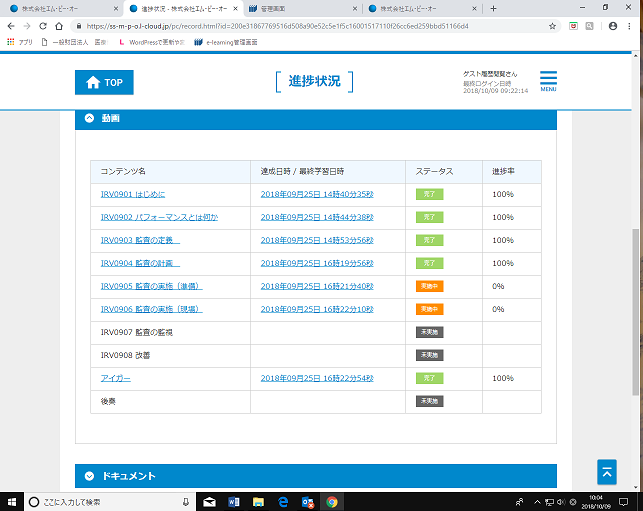 株式会社エム・ピー・オー
進捗状況 - 株式会社エム・ピー・オー
管理画面
株式会社エム・ピー・オー
https://ss-m-p-o.l-cloud.jp/pc/record.html?id=200e31867769516d508a90e52c5e1f5c16001517110f26cc6ed259bbd51166d4
アプリ
一般財団法人
WordPressで更新や
e-learning管理画面
TOP
進捗状況
ゲスト履歴閲覧さん
最終ログイン日時
2018/10/09 09:22:14
MENU
動画
コンテンツ名 達成日時 / 最終学習日時 ステータス 進捗率
IRV0901 はじめに 2018年09月25日 14時40分35秒 完了 100%
IRV0902 パフォーマンスとは何か 2018年09月25日 14時44分38秒 完了 100%
IRV0903 監査の定義 2018年09月25日 14時53分56秒 完了 100%
IRV0904 監査の計画 2018年09月25日 16時19分56秒 完了 100%
IRV0905 監査の実施（準備） 2018年09月25日 16時21分40秒 実施中 0%
IRV0906 監査の実施（現場） 2018年09月25日 16時22分10秒 実施中 0%
IRV0907 監査の監視 未実施
IRV0908 改善 未実施
アイガー 2018年09月25日 16時22分54秒 完了 100%
後奏 未実施
ドキュメント
ここに入力して検索
10:04
2018/10/09